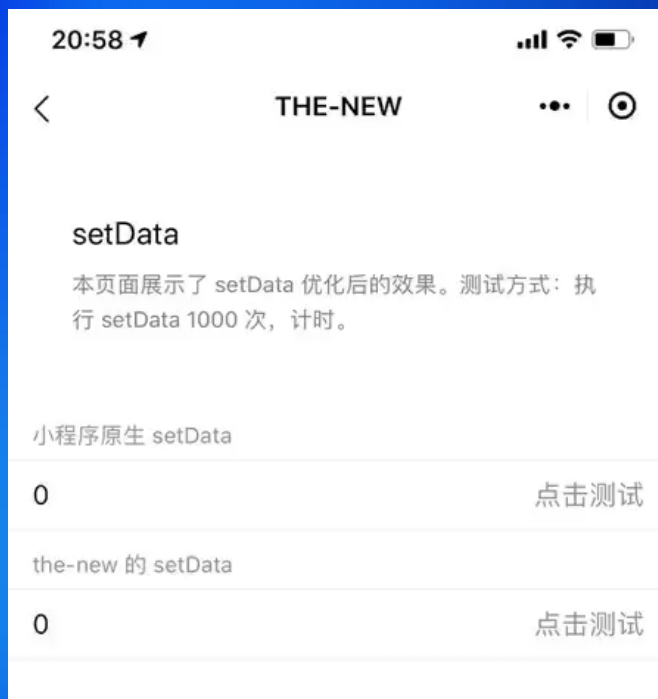 20:58
THE-NEW
setData
本页面展示了 setData 优化后的效果。测试方式：执
行 setData 1000 次，计时。
小程序原生 setData
0 点击测试
the-new 的 setData
0 点击测试